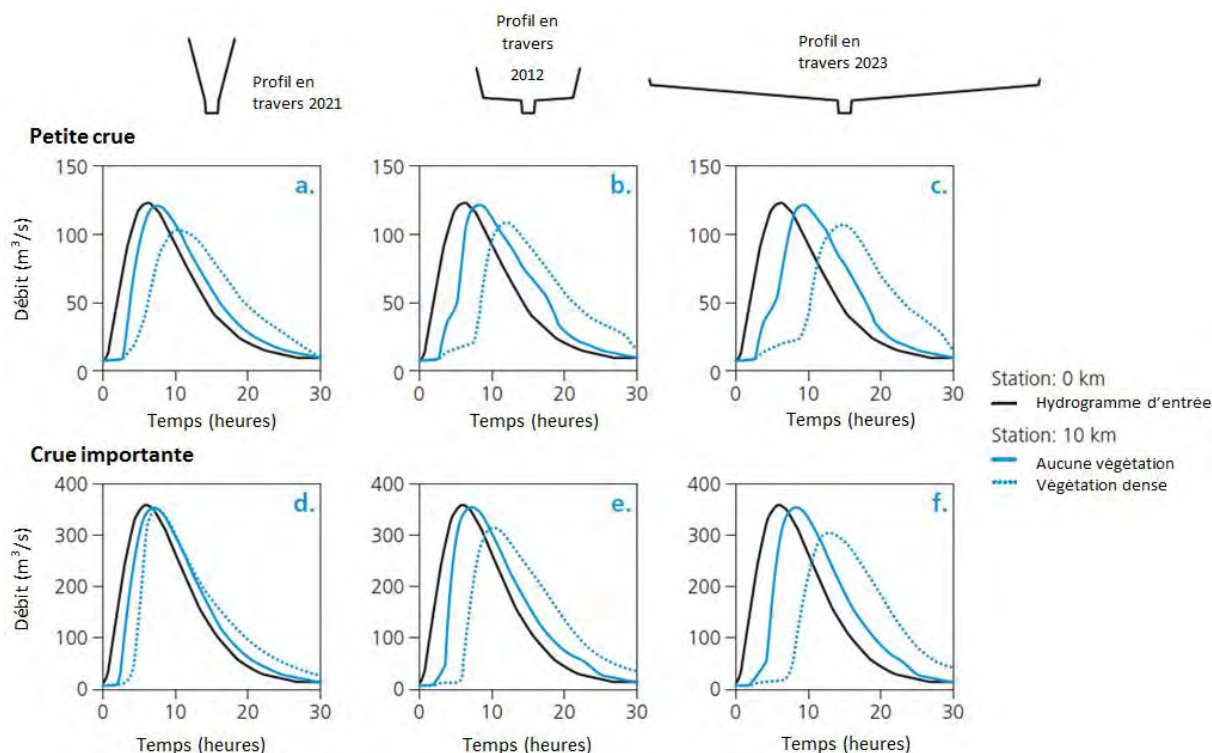 Profil en
travers 2021
Profil en
travers
2012
Profil en
travers 2023
Petite crue
150
100
50
0
a.
0 10 20 30
Temps (heures)
Débit (m³/s)
150
100
50
0
b.
0 10 20 30
Temps (heures)
150
100
50
0
c.
0 10 20 30
Temps (heures)
Crue importante
400
300
200
100
0
d.
0 10 20 30
Temps (heures)
Débit (m³/s)
400
300
200
100
0
e.
0 10 20 30
Temps (heures)
400
300
200
100
0
f.
0 10 20 30
Temps (heures)
Station: 0 km
Hydrogramme d'entrée
Station: 10 km
Aucune végétation
Végétation dense